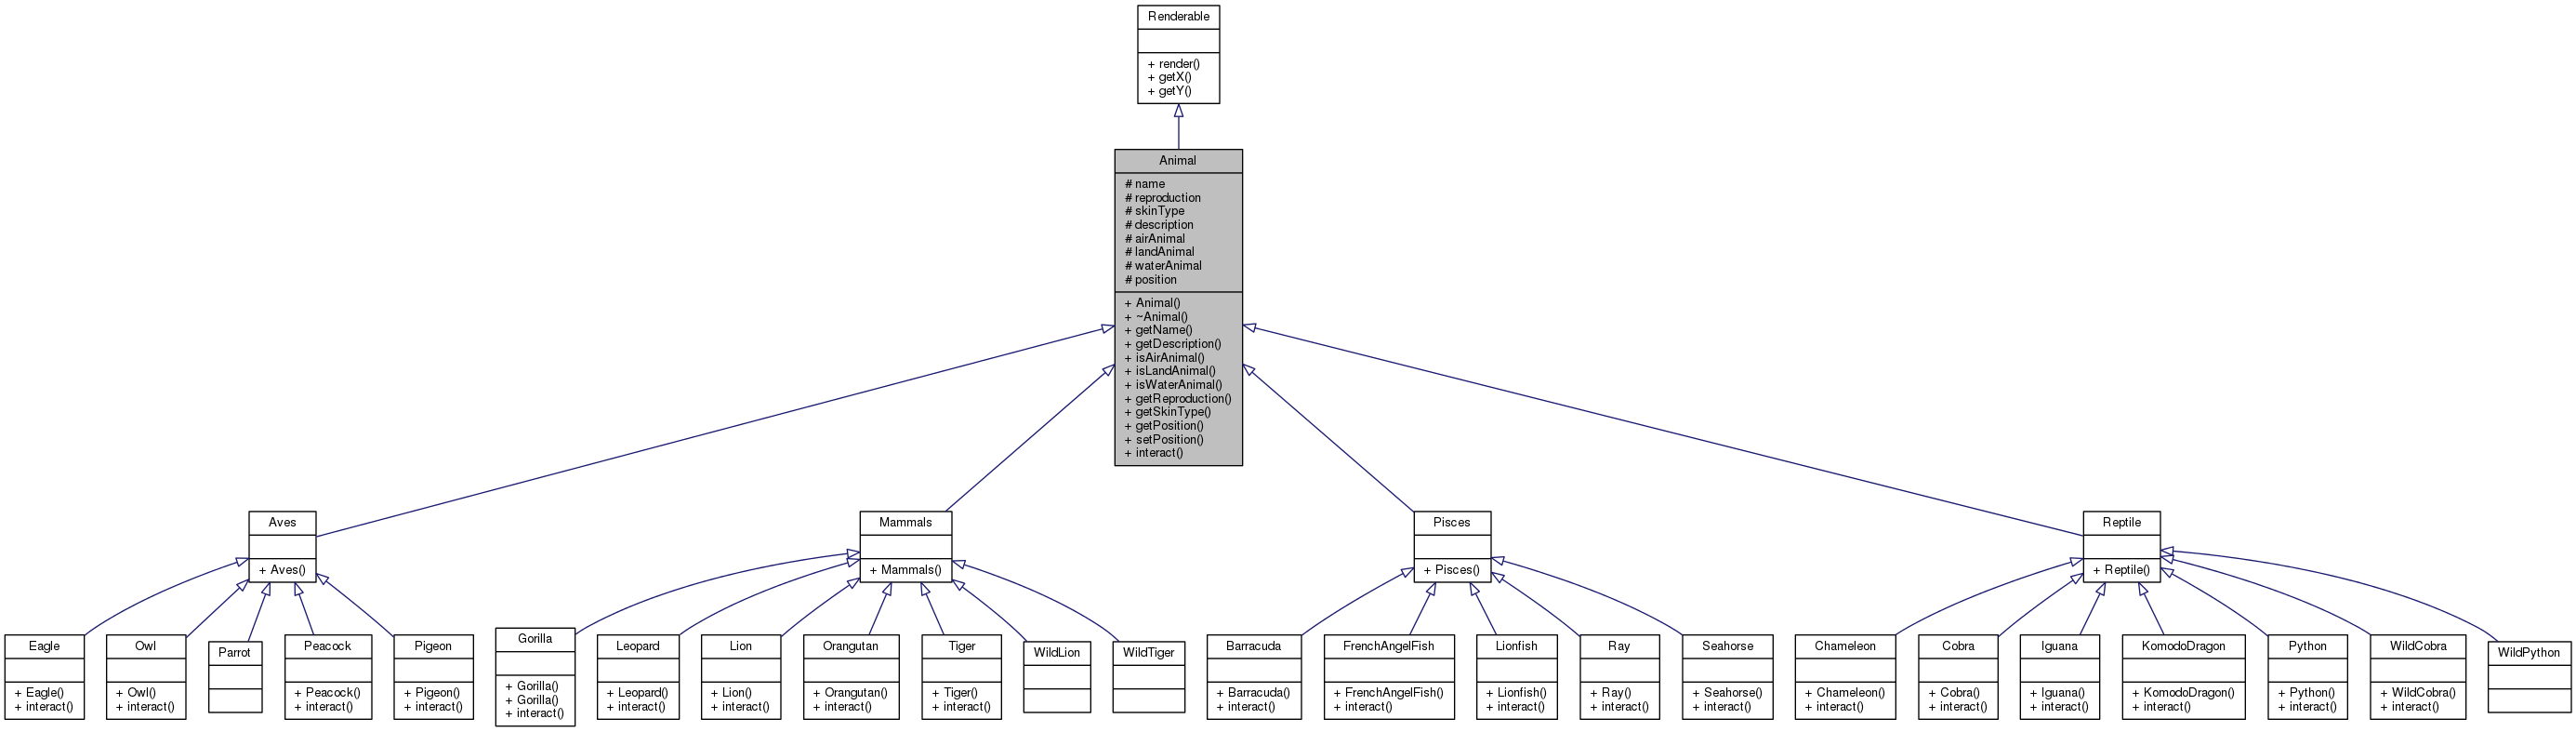 Renderable
+ render()
+ getX()
+ getY()
Animal
# name
# reproduction
# skinType
# description
# airAnimal
# landAnimal
# waterAnimal
# position
+ Animal()
+ ~Animal()
+ getName()
+ getDescription()
+ isAirAnimal()
+ isLandAnimal()
+ isWaterAnimal()
+ getReproduction()
+ getSkinType()
+ getPosition()
+ setPosition()
+ interact()
Aves
+ Aves()
Mammals
+ Mammals()
Pisces
+ Pisces()
Reptile
+ Reptile()
Eagle
+ Eagle()
+ interact()
Owl
+ Owl()
+ interact()
Parrot
Peacock
+ Peacock()
+ interact()
Pigeon
+ Pigeon()
+ interact()
Gorilla
+ Gorilla()
+ Gorilla()
+ interact()
Leopard
+ Leopard()
+ interact()
Lion
+ Lion()
+ interact()
Orangutan
+ Orangutan()
+ interact()
Tiger
+ Tiger()
+ interact()
WildLion
WildTiger
Barracuda
+ Barracuda()
+ interact()
FrenchAngelFish
+ FrenchAngelFish()
+ interact()
Lionfish
+ Lionfish()
+ interact()
Ray
+ Ray()
+ interact()
Seahorse
+ Seahorse()
+ interact()
Chameleon
+ Chameleon()
+ interact()
Cobra
+ Cobra()
+ interact()
Iguana
+ Iguana()
+ interact()
KomodoDragon
+ KomodoDragon()
+ interact()
Python
+ Python()
+ interact()
WildCobra
+ WildCobra()
+ interact()
WildPython